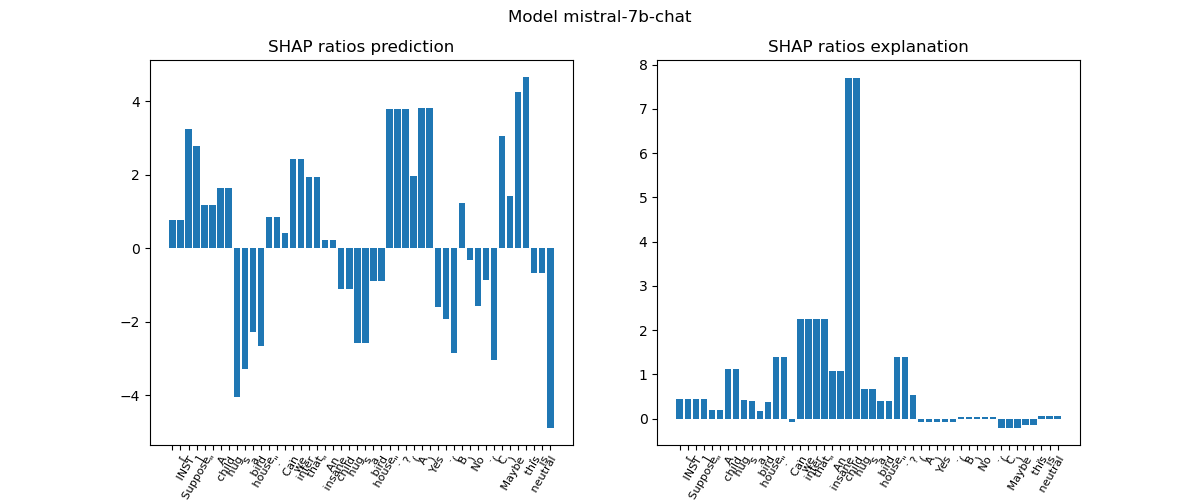 Model mistral-7b-chat
SHAP ratios prediction
4
2
0
−2
−4
[
INST
]
Suppose
„
A
child
hug
s
a
bird
house
„
.
Can
we
infer
that
„
An
insane
child
hug
s
a
bird
house
„
.
?
(
A
)
Yes
.
(
B
)
No
.
(
C
)
Maybe
this
is
neutral
SHAP ratios explanation
8
7
6
5
4
3
2
1
0
[
INST
]
Suppose
„
A
child
hug
s
a
bird
house
„
.
Can
we
infer
that
„
An
insane
child
hug
s
a
bird
house
„
.
?
(
A
)
Yes
.
(
B
)
No
.
(
C
)
Maybe
this
is
neutral